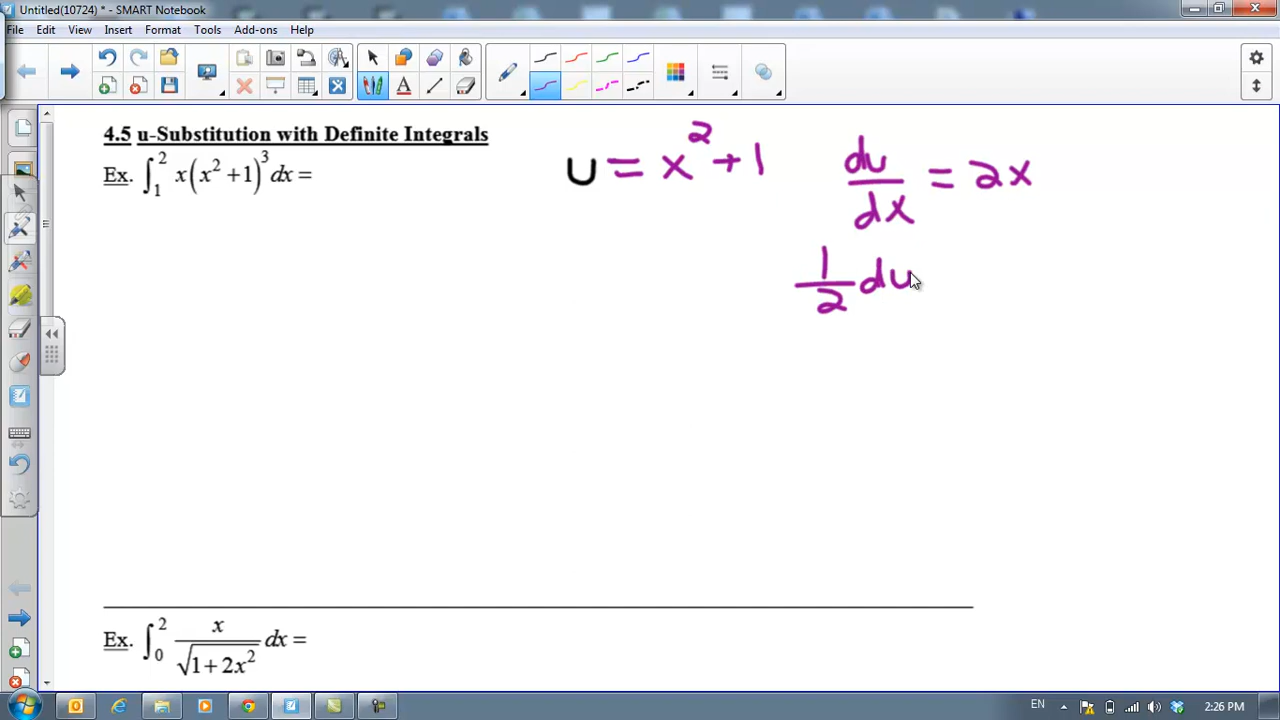 Untitled(10724) * - SMART Notebook
File Edit View Insert Format Tools Add-ons Help
4.5 u-Substitution with Definite Integrals
Ex. ∫₁² x(x² + 1)³ dx =
u = x² + 1
du/dx = 2x
1/2 du
Ex. ∫₀² x/√(1 + 2x²) dx =
EN
2:26 PM